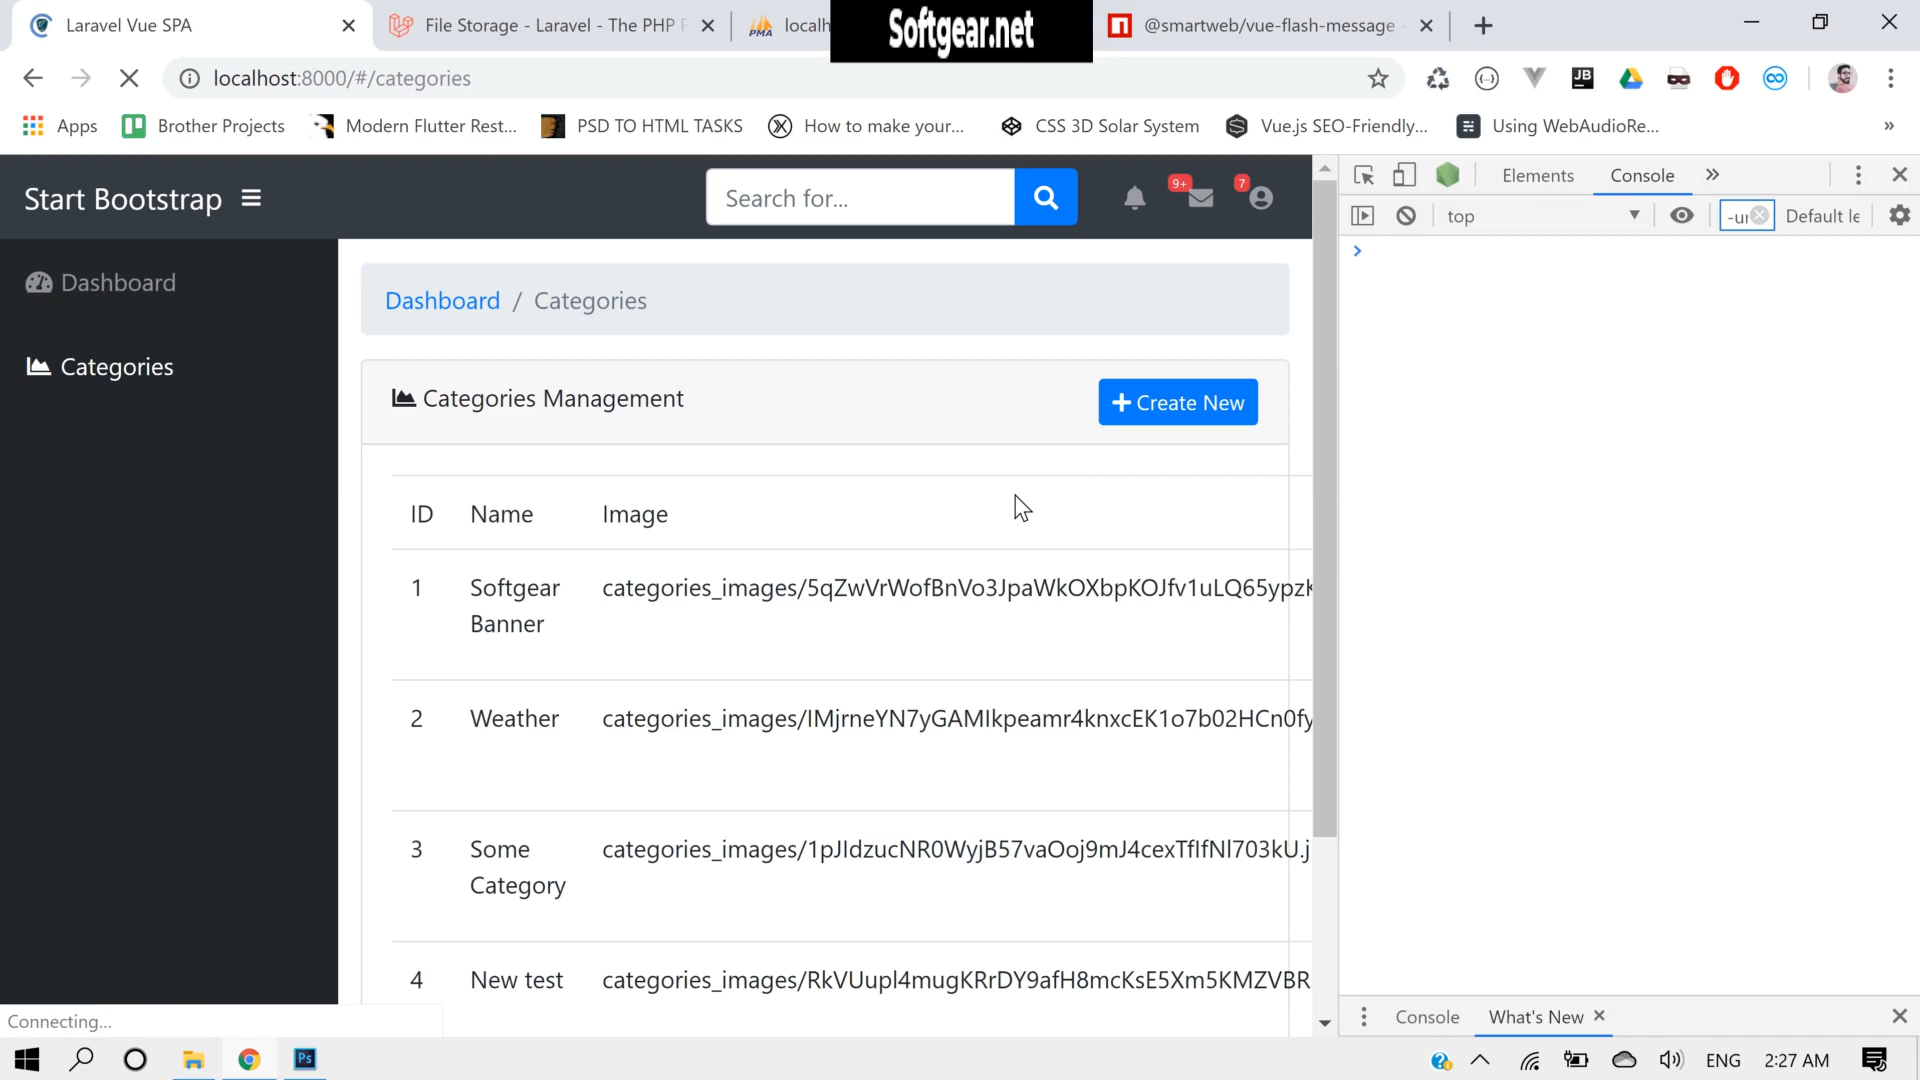 Laravel Vue SPA
File Storage - Laravel - The PHP F
PMA
localh
Softgear.net
@smartweb/vue-flash-message -
localhost:8000/#/categories
JB
Apps
Brother Projects
Modern Flutter Rest...
PSD TO HTML TASKS
How to make your...
CSS 3D Solar System
Vue.js SEO-Friendly...
Using WebAudioRe...
»
Start Bootstrap
Search for...
9+
7
Elements
Console
»
top
-ur
Default le
Dashboard
Categories
Dashboard / Categories
Categories Management
Create New
ID Name Image
1 Softgear categories_images/5qZwVrWofBnVo3JpaWkOXbpKOJfv1uLQ65ypzK
Banner
2 Weather categories_images/IMjrneYN7yGAMIkpeamr4knxcEK1o7b02HCn0fy
3 Some categories_images/1pJIdzucNR0WyjB57vaOoj9mJ4cexTfIfNl703kU.j
Category
4 New test categories_images/RkVUupl4mugKRrDY9afH8mcKsE5Xm5KMZVBR
Connecting...
Console
What's New
Ps
ENG
2:27 AM